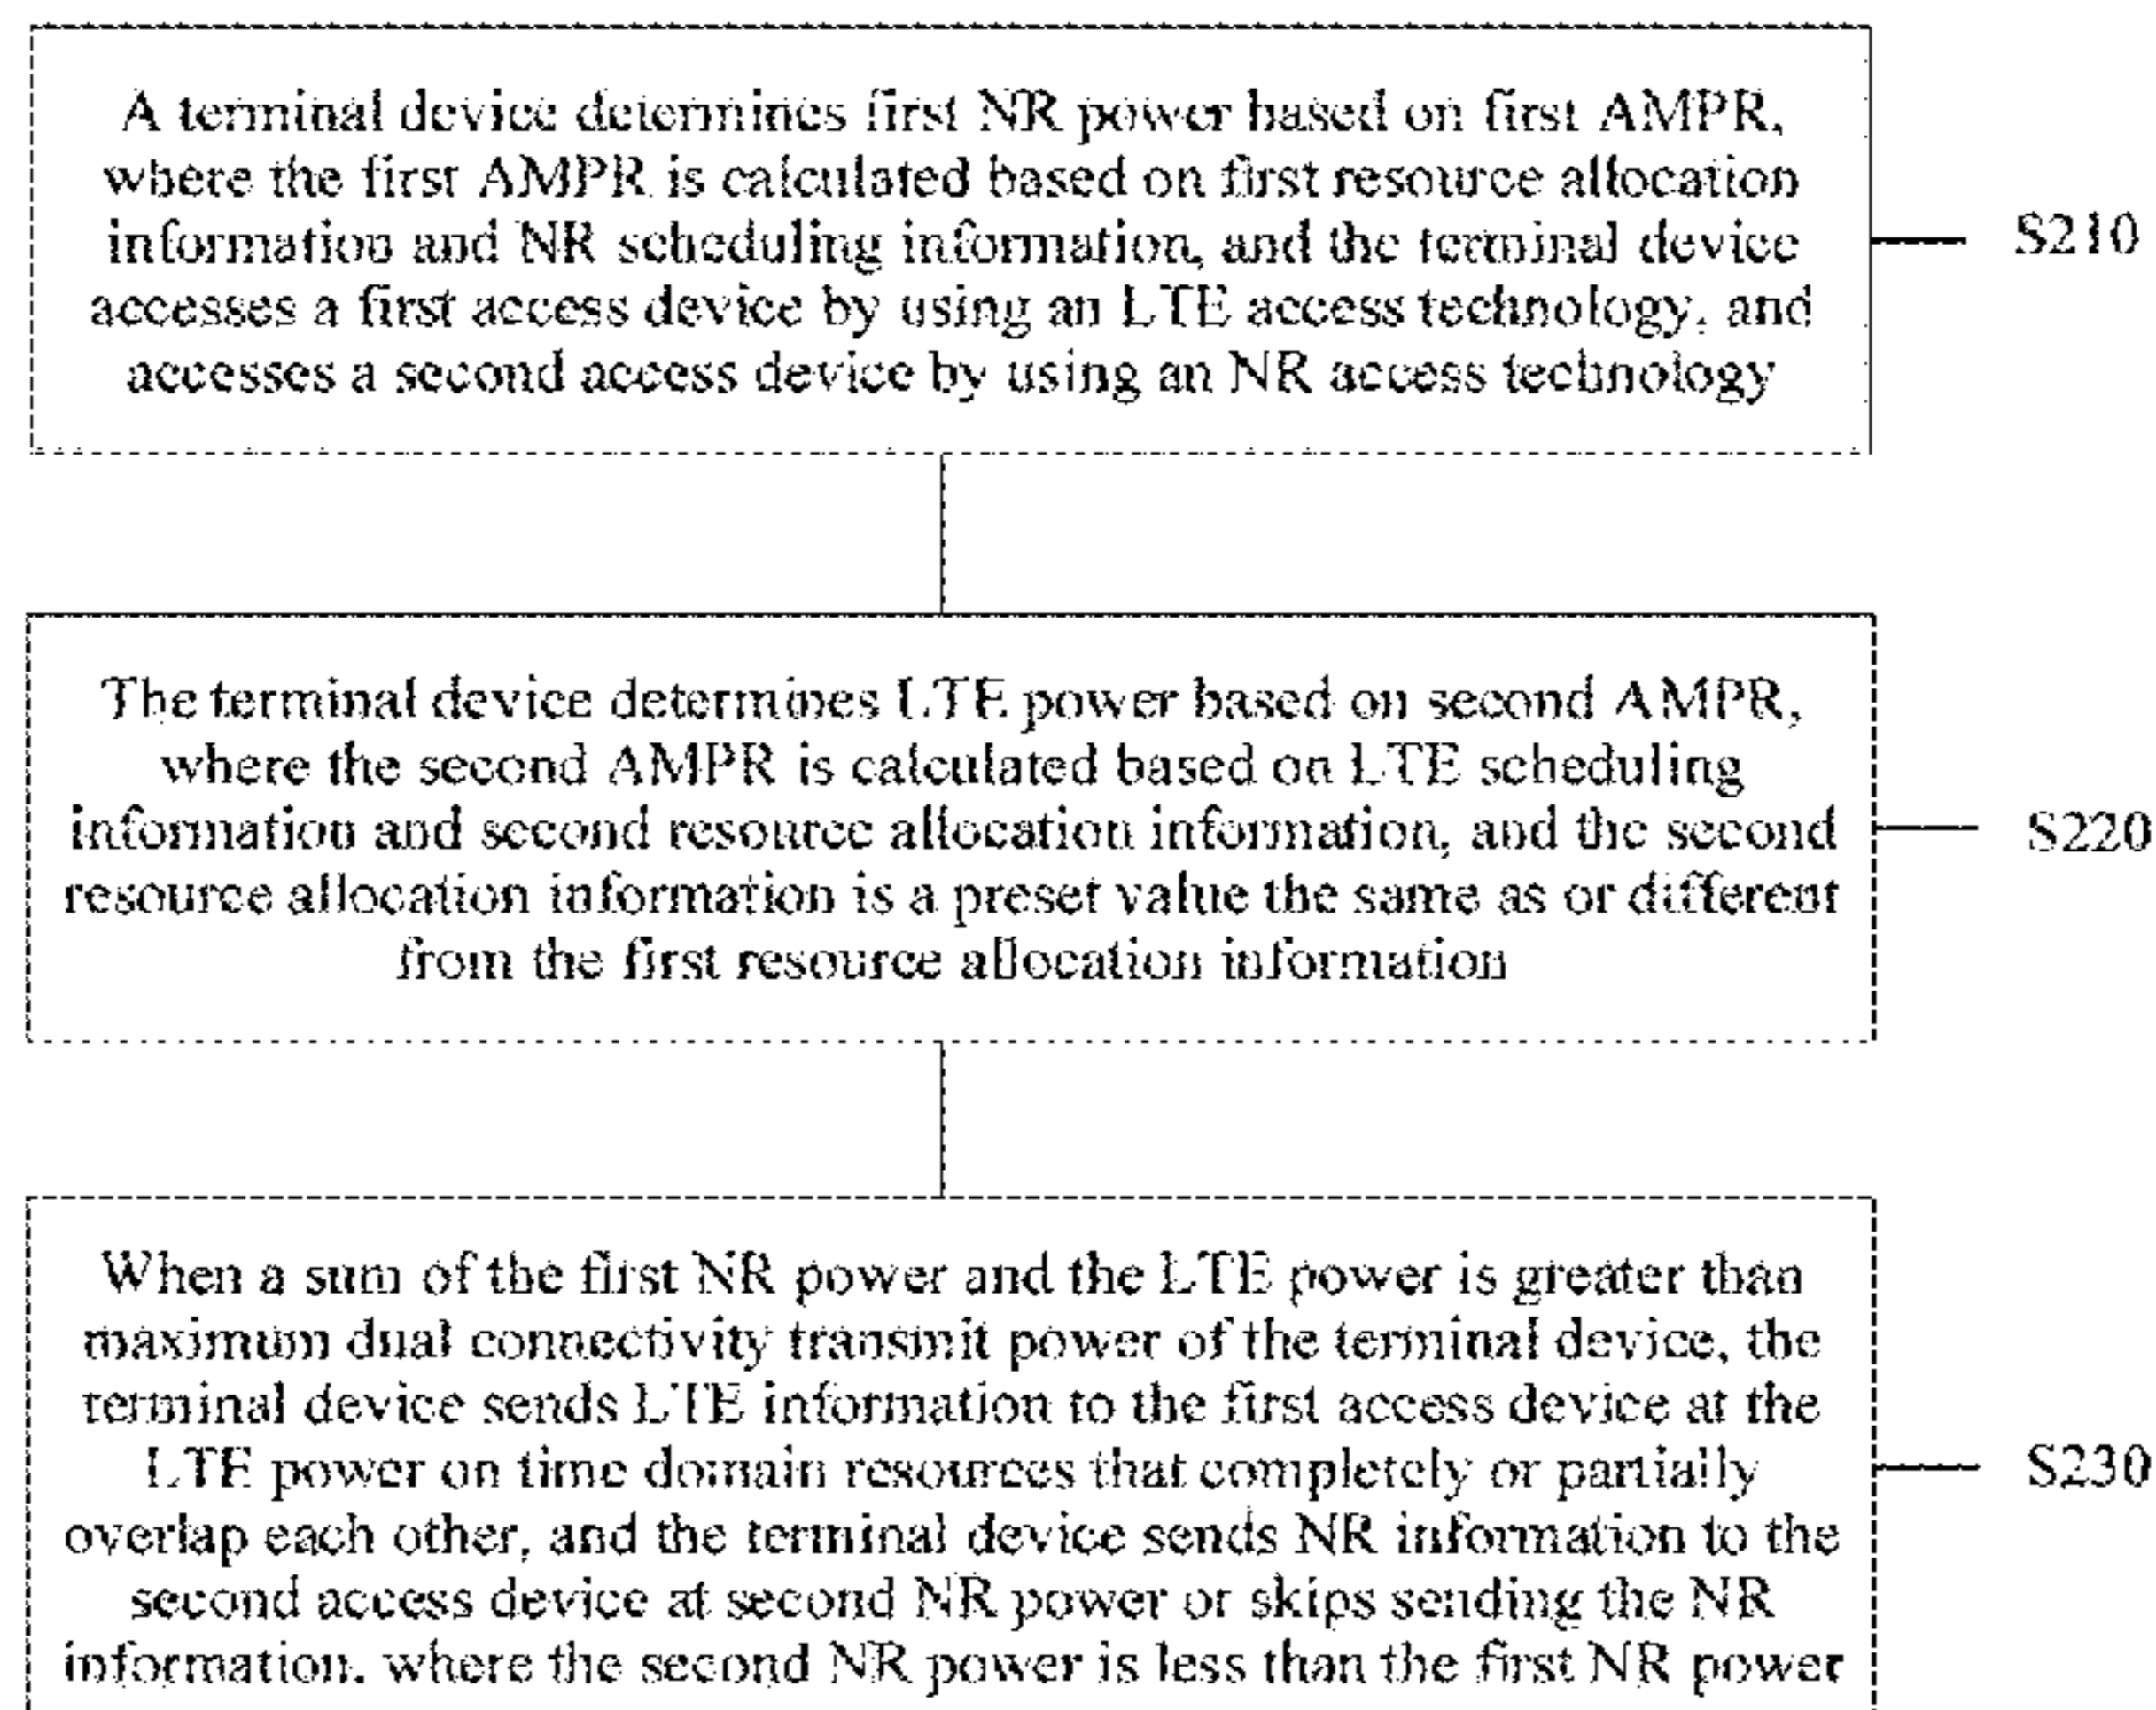 A terminal device determines first NR power based on first AMPR,
where the first AMPR is calculated based on first resource allocation
information and NR scheduling information, and the terminal device
accesses a first access device by using an LTE access technology, and
accesses a second access device by using an NR access technology
S210
The terminal device determines LTE power based on second AMPR,
where the second AMPR is calculated based on LTE scheduling
information and second resource allocation information, and the second
resource allocation information is a preset value the same as or different
from the first resource allocation information
S220
When a sum of the first NR power and the LTE power is greater than
maximum dual connectivity transmit power of the terminal device, the
terminal device sends LTE information to the first access device at the
LTE power on time domain resources that completely or partially
overlap each other, and the terminal device sends NR information to the
second access device at second NR power or skips sending the NR
information, where the second NR power is less than the first NR power
S230